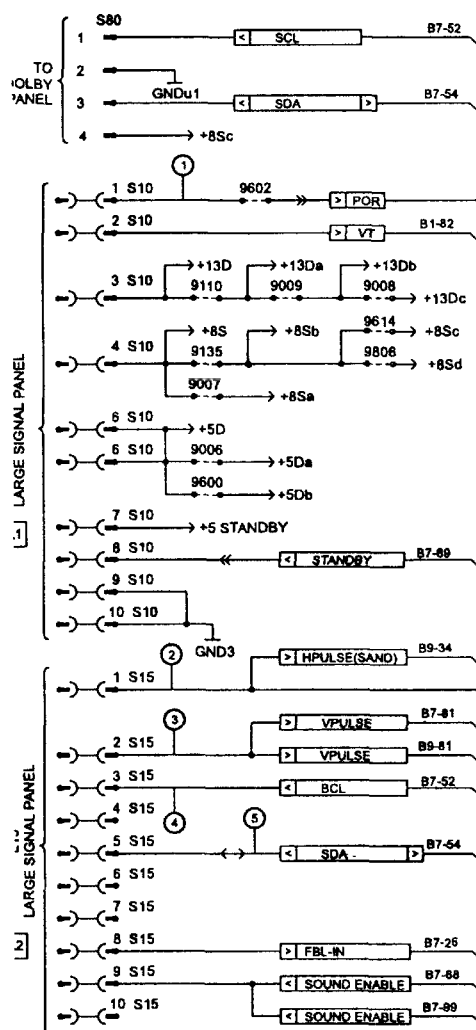 S80
1 < SCL B7-52
TO
OLBY
PANEL
2 GNDu1
3 < SDA > B7-54
4 +8Sc
1
1 S10 9602 > POR
2 S10 > VT B1-82
+13D +13Da +13Db
3 S10 9110 9009 9008 +13Dc
+8S +8Sb 9614 +8Sc
4 S10 9135 9806 +8Sd
9007 +8Sa
LARGE SIGNAL PANEL
6 S10 +5D
6 S10 9006 +5Da
9600 +5Db
7 S10 +5 STANDBY
1
8 S10 < STANDBY B7-69
9 S10
10 S10
GND3
2 > HPULSE(SAND) B9-34
1 S15
3 > VPULSE B7-81
2 S15 > VPULSE B9-81
3 S15 < BCL B7-52
4 S15 4
LARGE SIGNAL PANEL
5
5 S15 < SDA > B7-54
6 S15
7 S15
2
8 S15 > FBL-IN B7-26
9 S15 < SOUND ENABLE B7-88
10 S15 < SOUND ENABLE B7-89